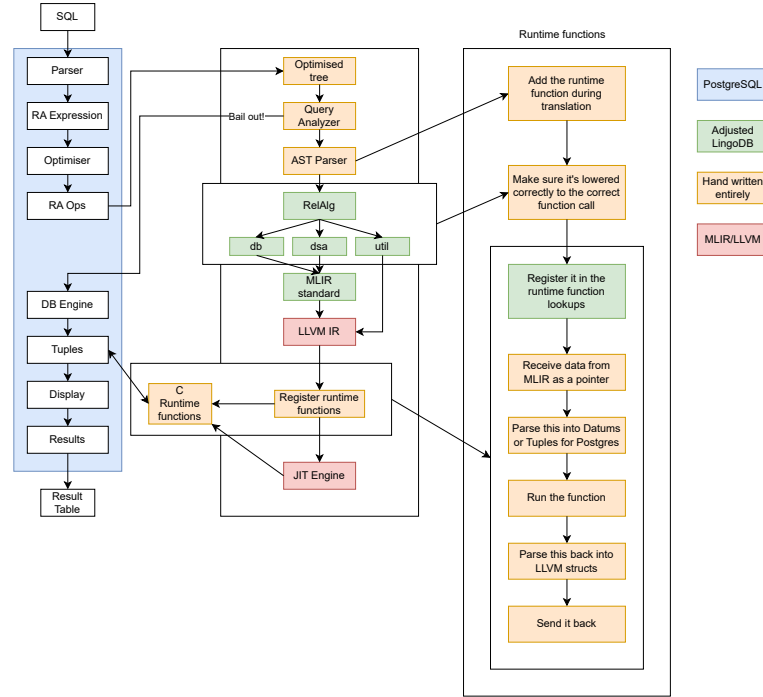 SQL
Parser
RA Expression
Optimiser
RA Ops
DB Engine
Tuples
Display
Results
Result
Table
Optimised
tree
Bail out!
Query
Analyzer
AST Parser
RelAlg
db
dsa
util
MLIR
standard
LLVM IR
C
Runtime
functions
Register runtime
functions
JIT Engine
Runtime functions
Add the runtime
function during
translation
Make sure it's lowered
correctly to the correct
function call
Register it in the
runtime function
lookups
Receive data from
MLIR as a pointer
Parse this into Datums
or Tuples for Postgres
Run the function
Parse this back into
LLVM structs
Send it back
PostgreSQL
Adjusted
LingoDB
Hand written
entirely
MLIR/LLVM